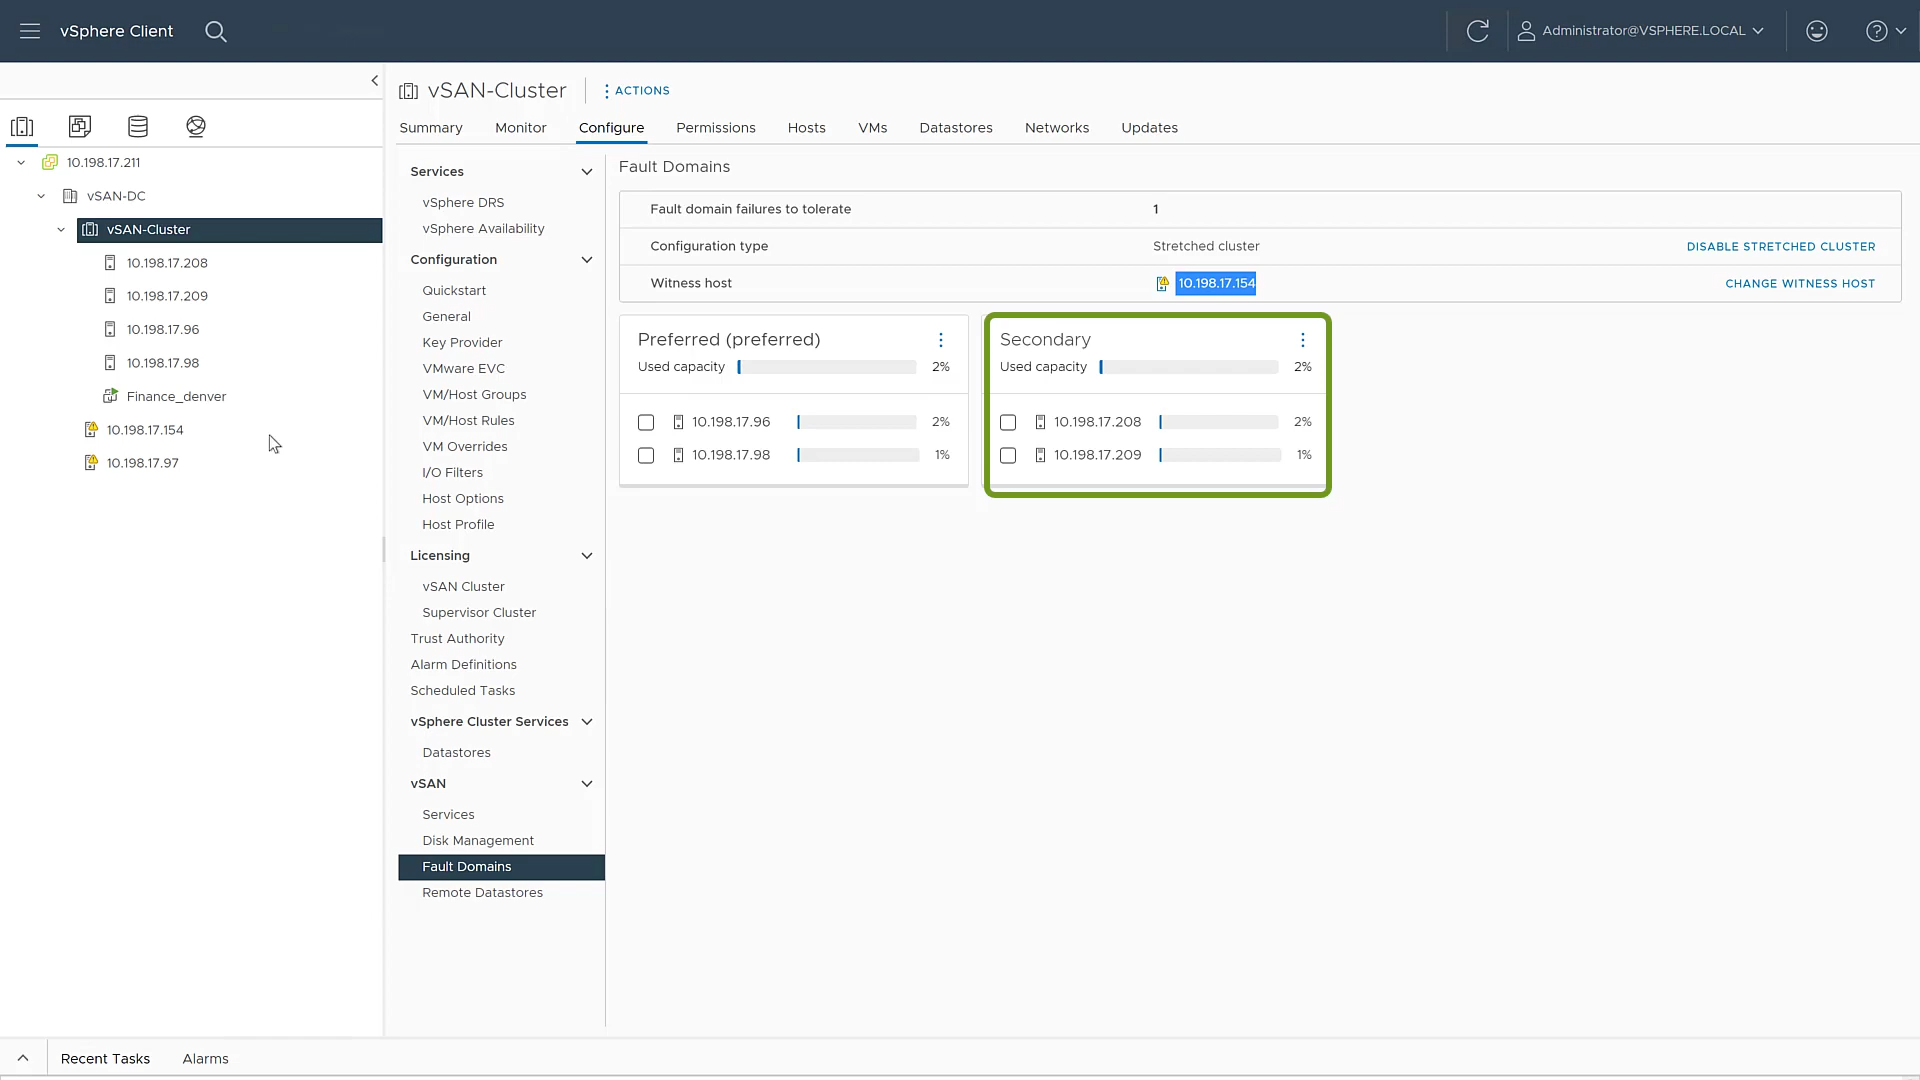 vSphere Client
Administrator@VSPHERE.LOCAL
vSAN-Cluster
ACTIONS
Summary
Monitor
Configure
Permissions
Hosts
VMs
Datastores
Networks
Updates
10.198.17.211
vSAN-DC
vSAN-Cluster
10.198.17.208
10.198.17.209
10.198.17.96
10.198.17.98
Finance_denver
10.198.17.154
10.198.17.97
Services
vSphere DRS
vSphere Availability
Configuration
Quickstart
General
Key Provider
VMware EVC
VM/Host Groups
VM/Host Rules
VM Overrides
I/O Filters
Host Options
Host Profile
Licensing
vSAN Cluster
Supervisor Cluster
Trust Authority
Alarm Definitions
Scheduled Tasks
vSphere Cluster Services
Datastores
vSAN
Services
Disk Management
Fault Domains
Remote Datastores
Fault Domains
Fault domain failures to tolerate 1
Configuration type Stretched cluster DISABLE STRETCHED CLUSTER
Witness host 10.198.17.154 CHANGE WITNESS HOST
Preferred (preferred)
Used capacity 2%
10.198.17.96 2%
10.198.17.98 1%
Secondary
Used capacity 2%
10.198.17.208 2%
10.198.17.209 1%
Recent Tasks
Alarms